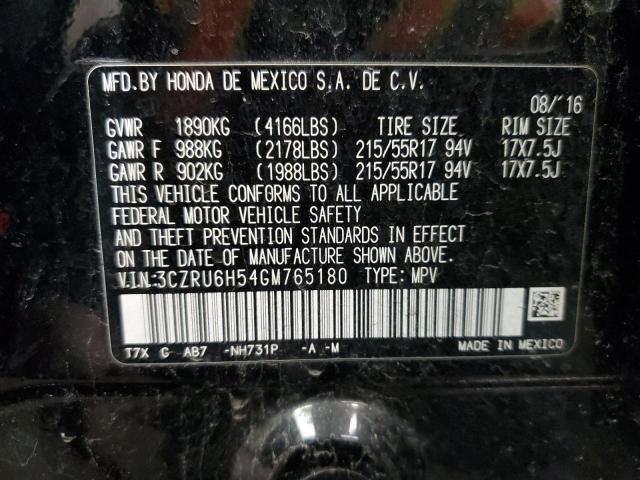 MFD.BY HONDA DE MEXICO S.A. DE C.V.
08/'16
GVWR 1890KG (4166LBS) TIRE SIZE RIM SIZE
GAWR F 988KG (2178LBS) 215/55R17 94V 17X7.5J
GAWR R 902KG (1988LBS) 215/55R17 94V 17X7.5J
THIS VEHICLE CONFORMS TO ALL APPLICABLE
FEDERAL MOTOR VEHICLE SAFETY
AND THEFT PREVENTION STANDARDS IN EFFECT
ON THE DATE OF MANUFACTURE SHOWN ABOVE.
V.I.N.:3CZRU6H54GM765180 TYPE: MPV
T7X G AB7 -NH731P -A -M MADE IN MEXICO